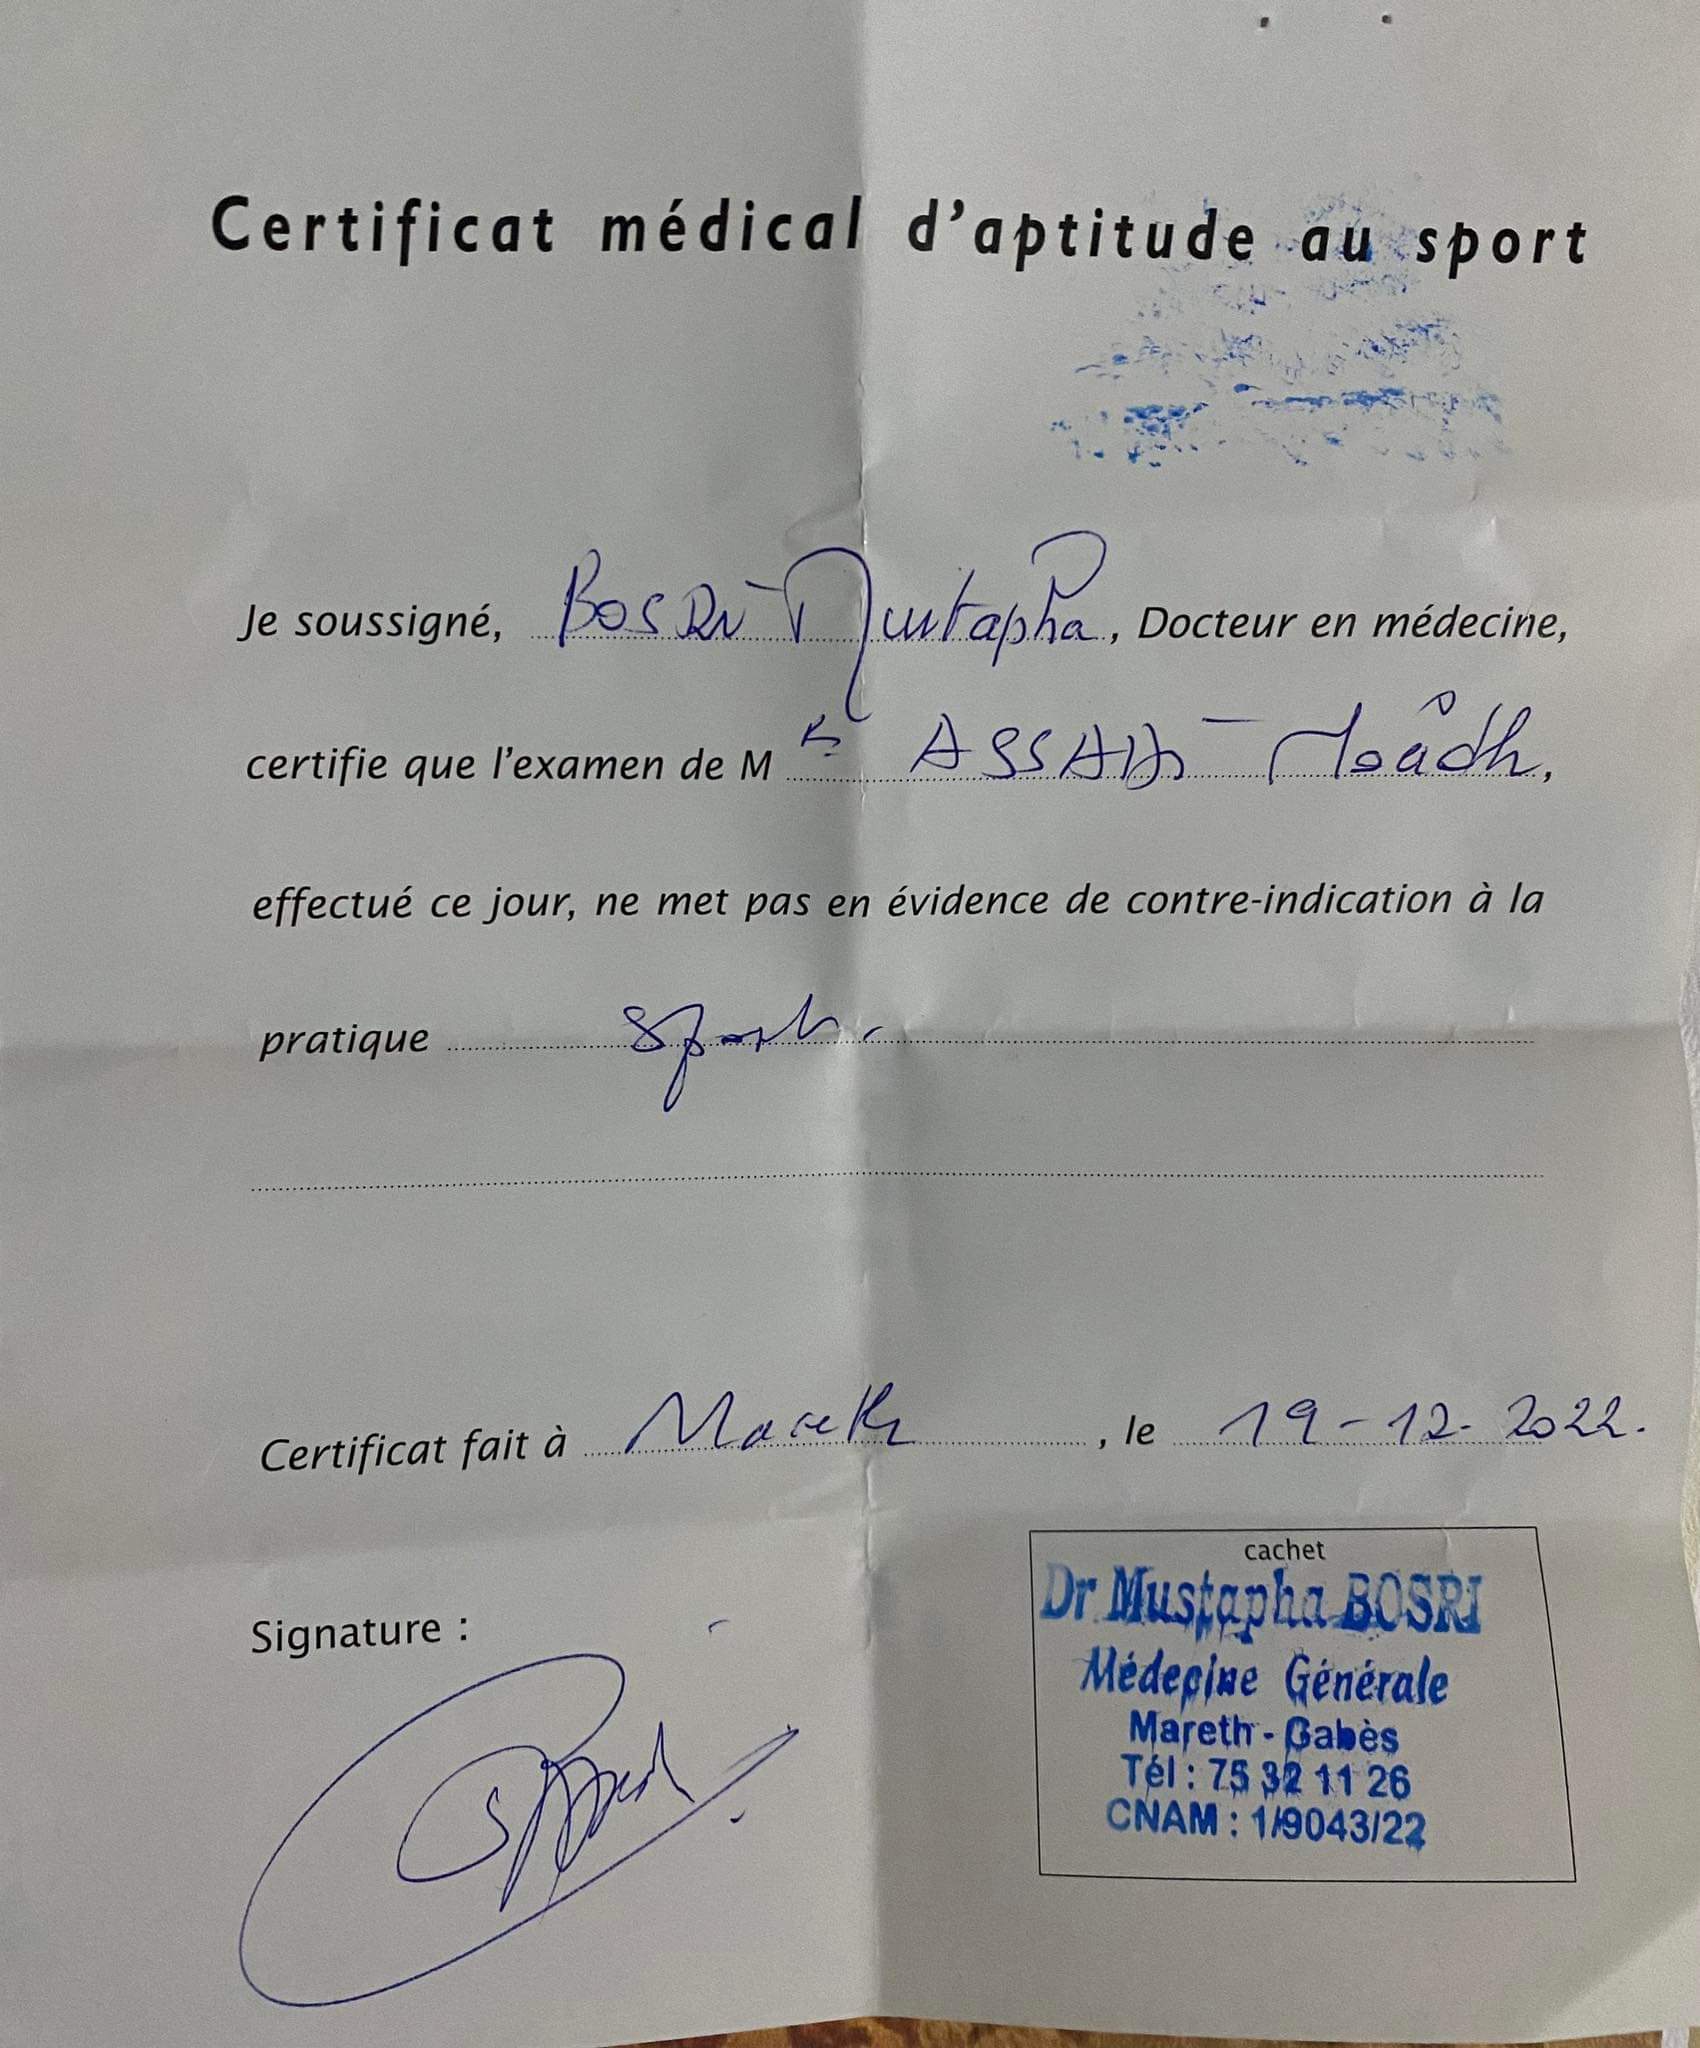 Certificat médical d'aptitude au sport
Je soussigné, BOSRI Mustapha, Docteur en médecine,
certifie que l'examen de Mr Moâdh,
effectué ce jour, ne met pas en évidence de contre-indication à la
pratique sport.
Certificat fait à Mareth, le 19-12-2022.
cachet
Dr Mustapha BOSRI
Médecine Générale
Mareth - Gabès
Tél : 75 32 11 26
CNAM : 1/9043/22
Signature :